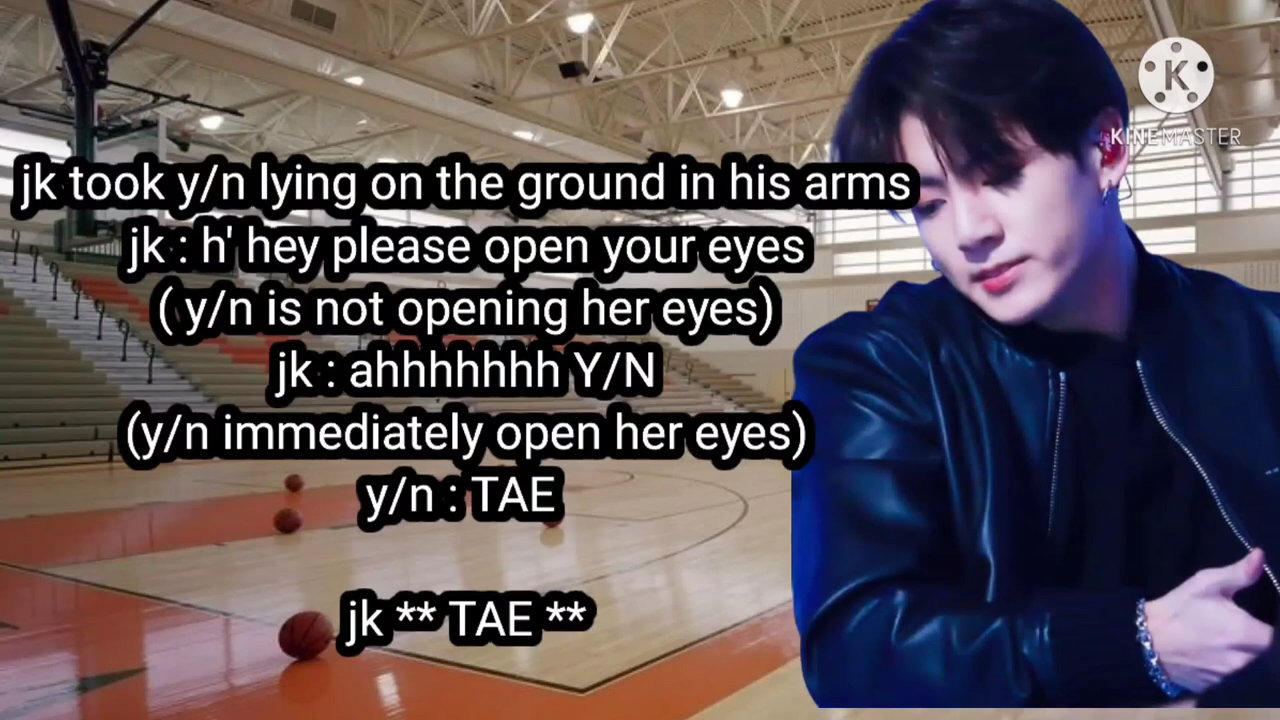 K
KINEMASTER
jk took y/n lying on the ground in his arms
jk : h' hey please open your eyes
( y/n is not opening her eyes)
jk : ahhhhhhhh Y/N
(y/n immediately open her eyes)
y/n : TAE
jk ** TAE **